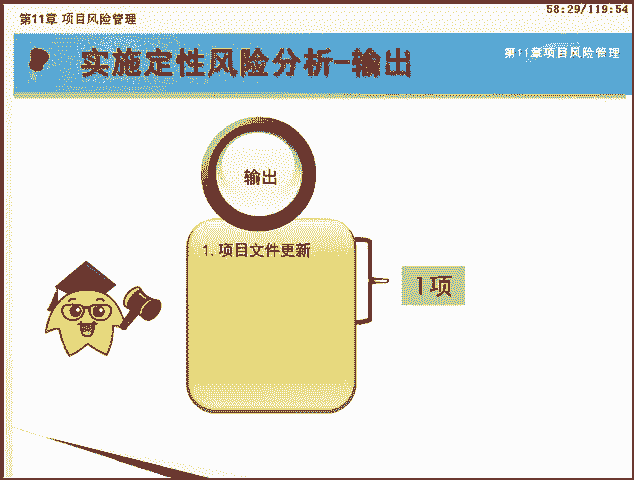 第11章 项目风险管理
58:29/119:54
实施定性风险分析-输出
第11章项目风险管理
输出
1. 项目文件更新
1项